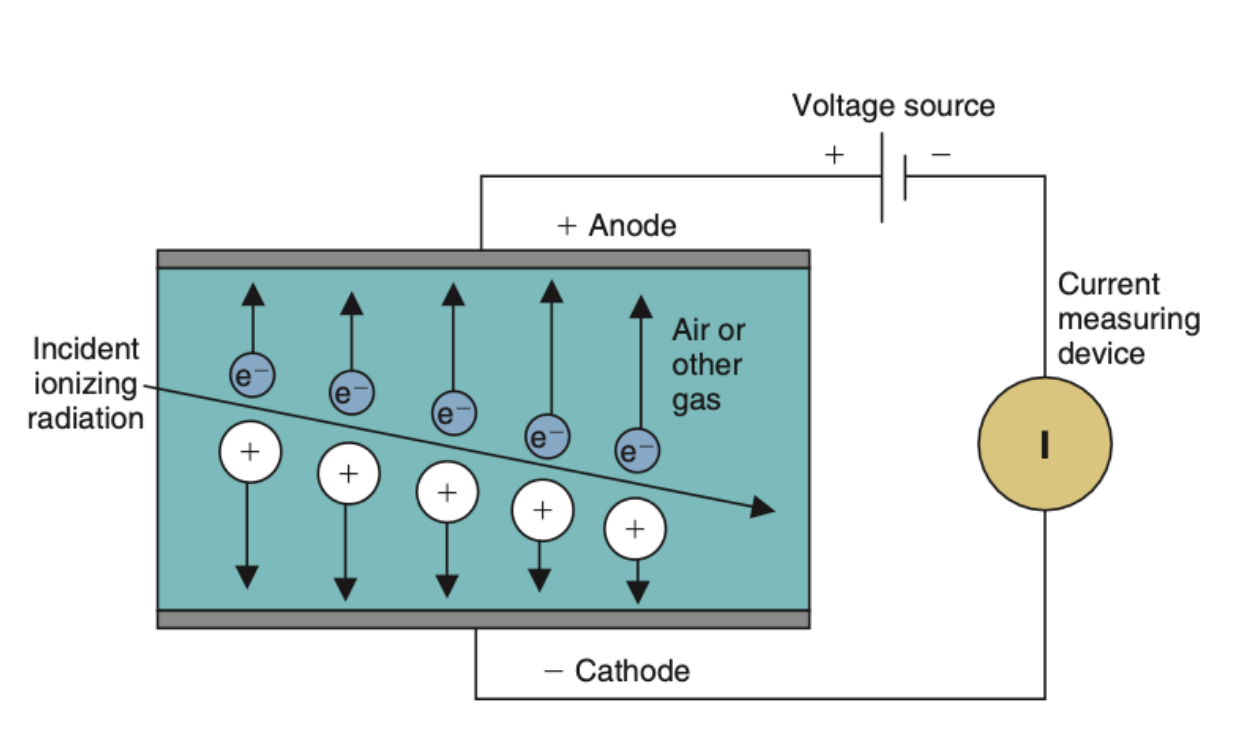 Voltage source
+ −
+ Anode
Current
measuring
device
Incident
ionizing
radiation
Air or
other
gas
e−
e−
e−
e−
e−
+
+
+
+
+
I
− Cathode